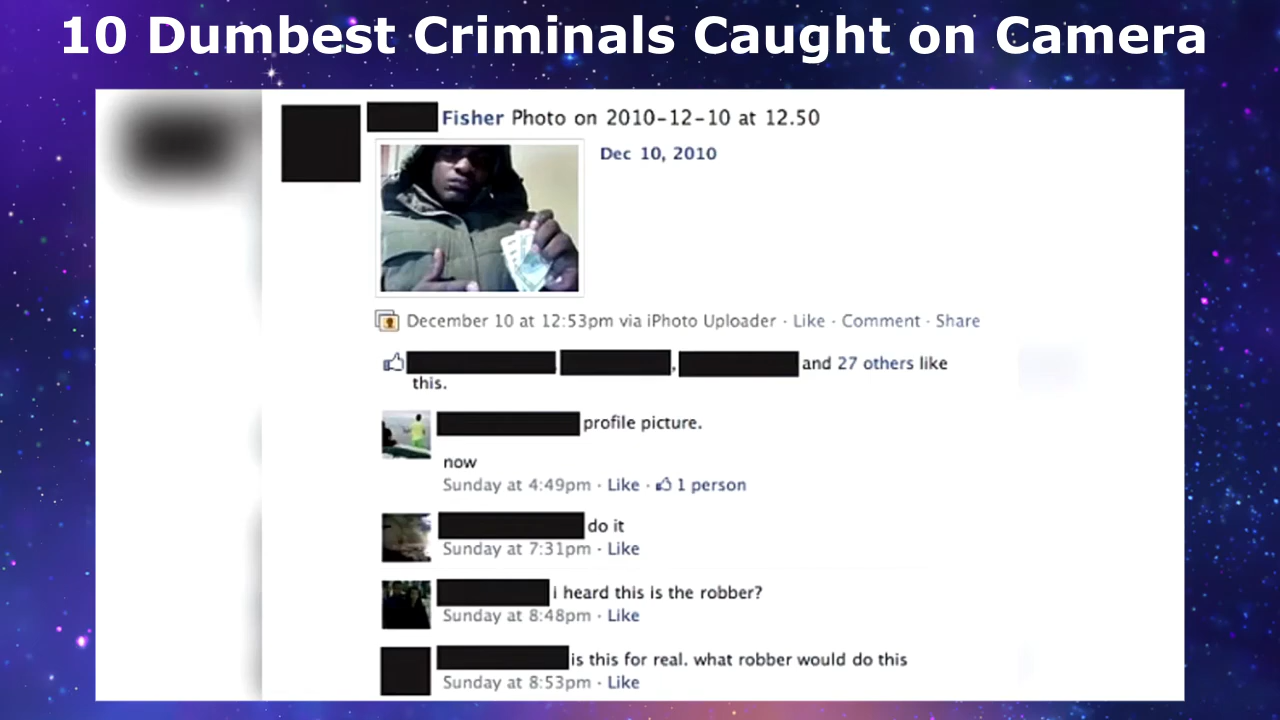 10 Dumbest Criminals Caught on Camera
Fisher Photo on 2010-12-10 at 12.50
Dec 10, 2010
December 10 at 12:53pm via iPhoto Uploader · Like · Comment · Share
, , and 27 others like
this.
profile picture.
now
Sunday at 4:49pm · Like · 1 person
do it
Sunday at 7:31pm · Like
i heard this is the robber?
Sunday at 8:48pm · Like
is this for real. what robber would do this
Sunday at 8:53pm · Like